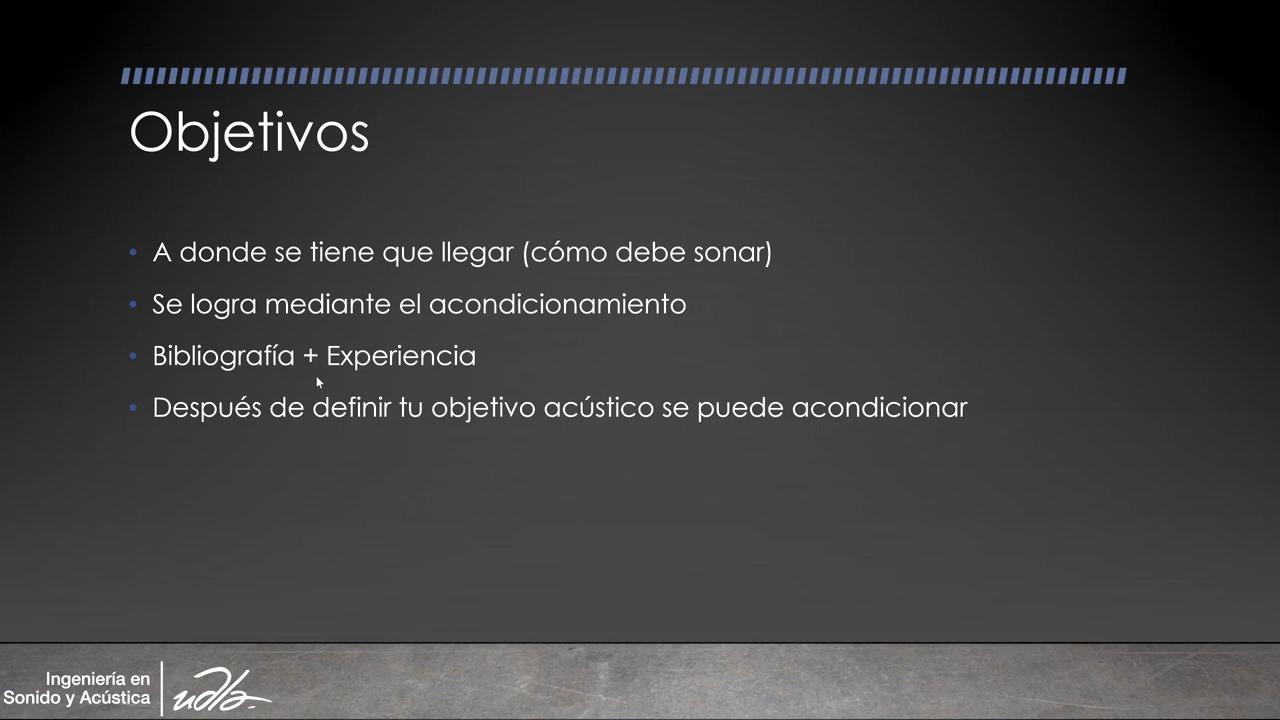 Objetivos
• A donde se tiene que llegar (cómo debe sonar)
• Se logra mediante el acondicionamiento
• Bibliografía + Experiencia
• Después de definir tu objetivo acústico se puede acondicionar
Ingeniería en
Sonido y Acústica
udla-